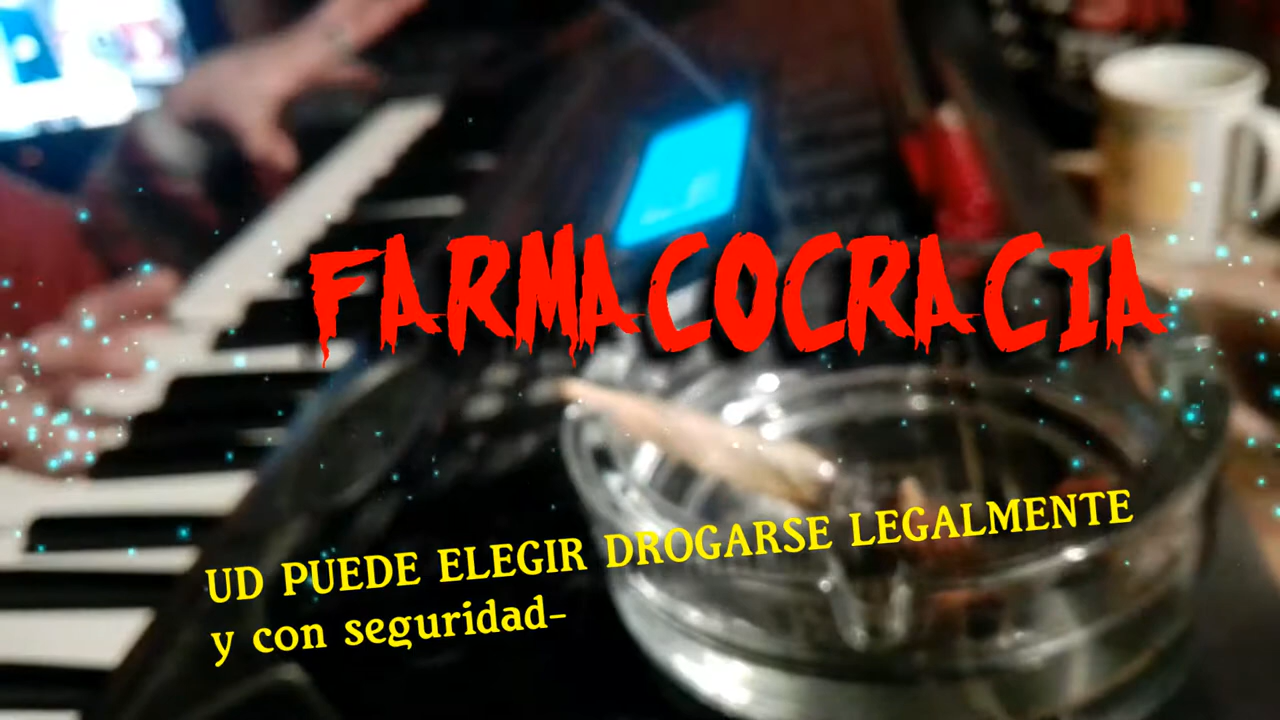 FARMACOCRACIA
UD PUEDE ELEGIR DROGARSE LEGALMENTE
y con seguridad-